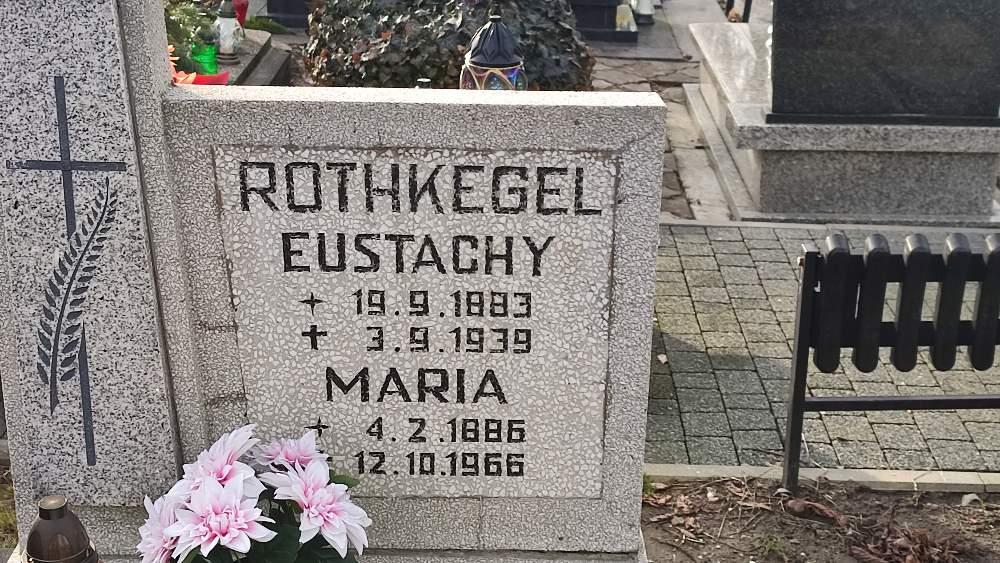 ROTHKEGEL
EUSTACHY
+ 19.9.1883
+ 3.9.1939
MARIA
+ 4.2.1886
12.10.1966